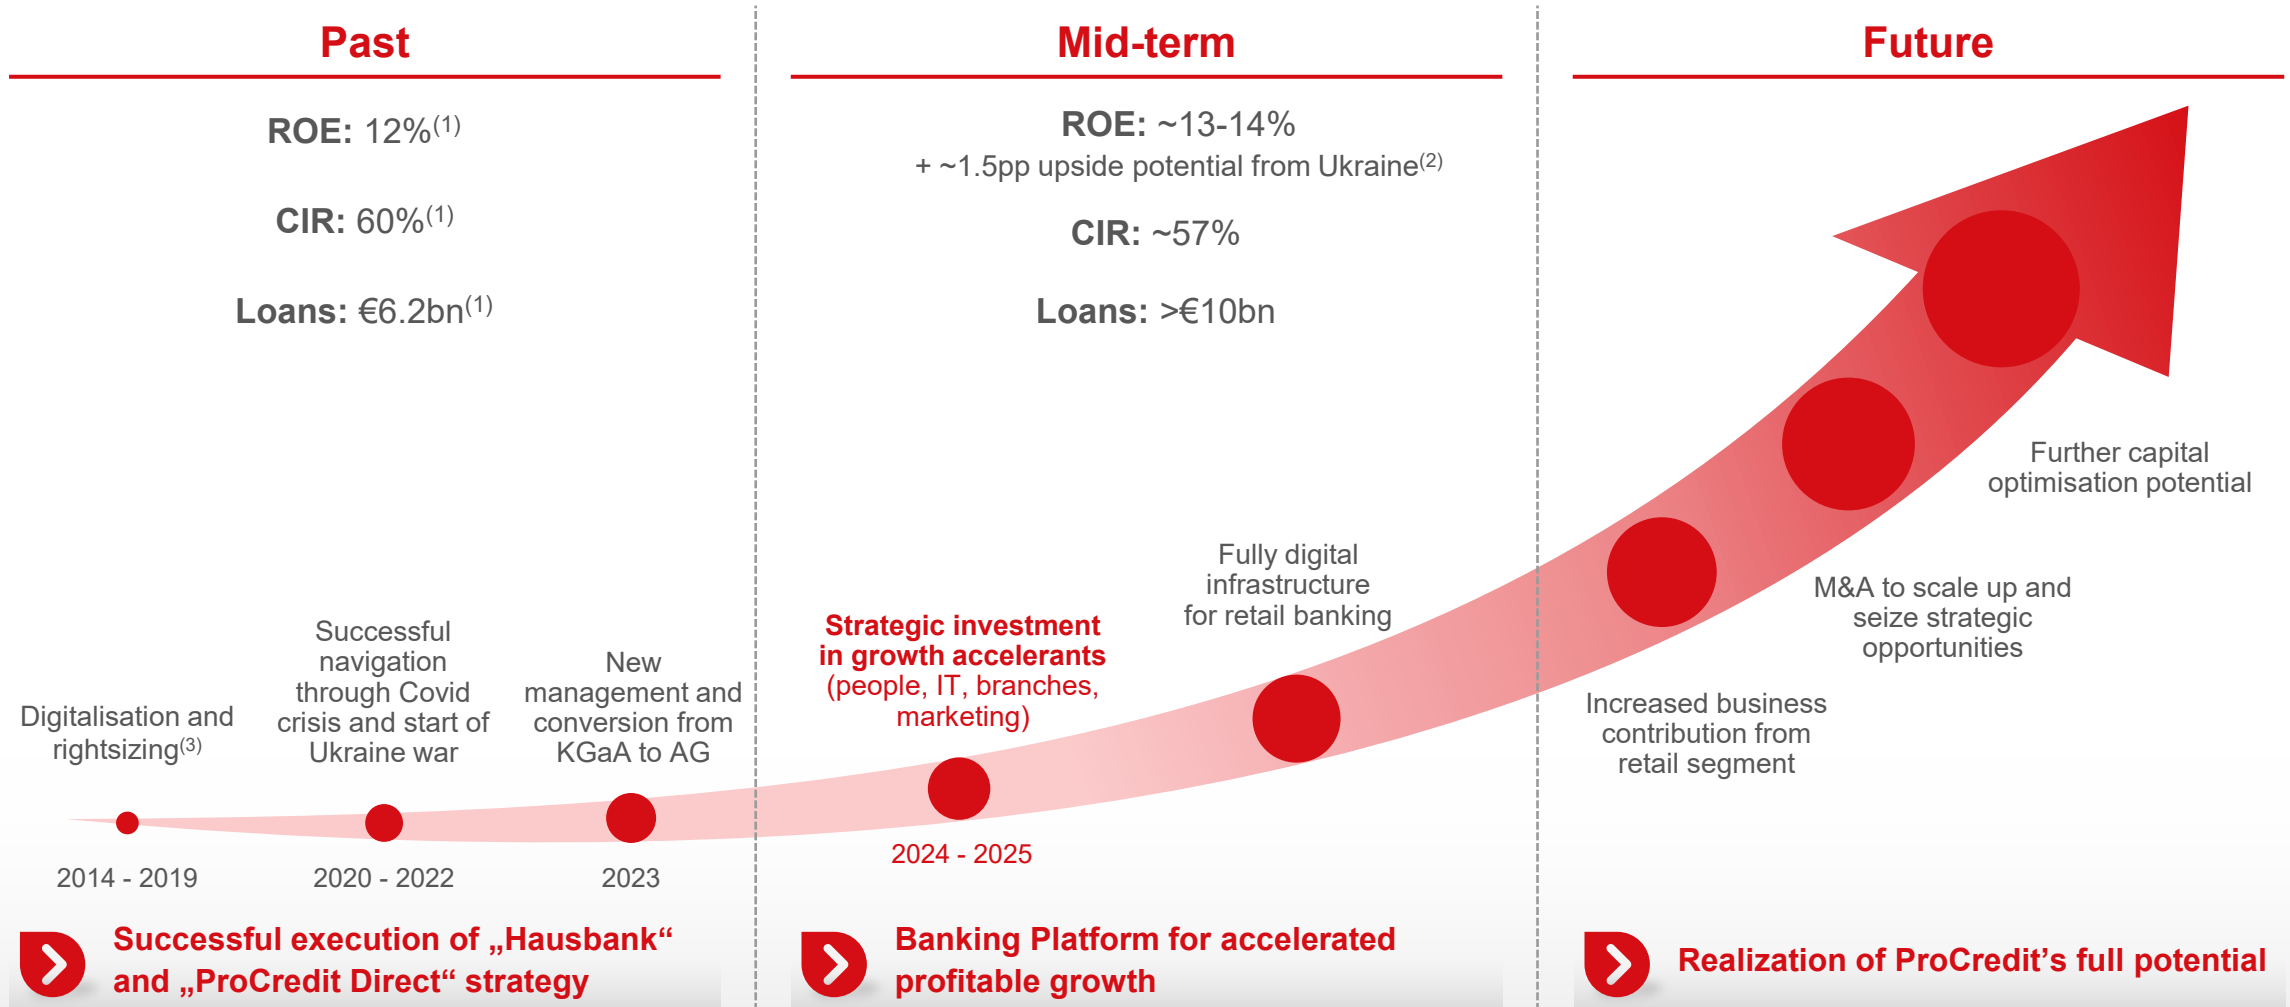 Past
ROE: 12%(1)
CIR: 60%(1)
Loans: €6.2bn(1)
Digitalisation and
rightsizing(3)
2014 - 2019
Successful
navigation
through Covid
crisis and start of
Ukraine war
2020 - 2022
New
management and
conversion from
KGaA to AG
2023
Successful execution of „Hausbank“
and „ProCredit Direct“ strategy
Mid-term
ROE: ~13-14%
+ ~1.5pp upside potential from Ukraine(2)
CIR: ~57%
Loans: >€10bn
Strategic investment
in growth accelerants
(people, IT, branches,
marketing)
2024 - 2025
Fully digital
infrastructure
for retail banking
Banking Platform for accelerated
profitable growth
Future
Increased business
contribution from
retail segment
M&A to scale up and
seize strategic
opportunities
Further capital
optimisation potential
Realization of ProCredit’s full potential